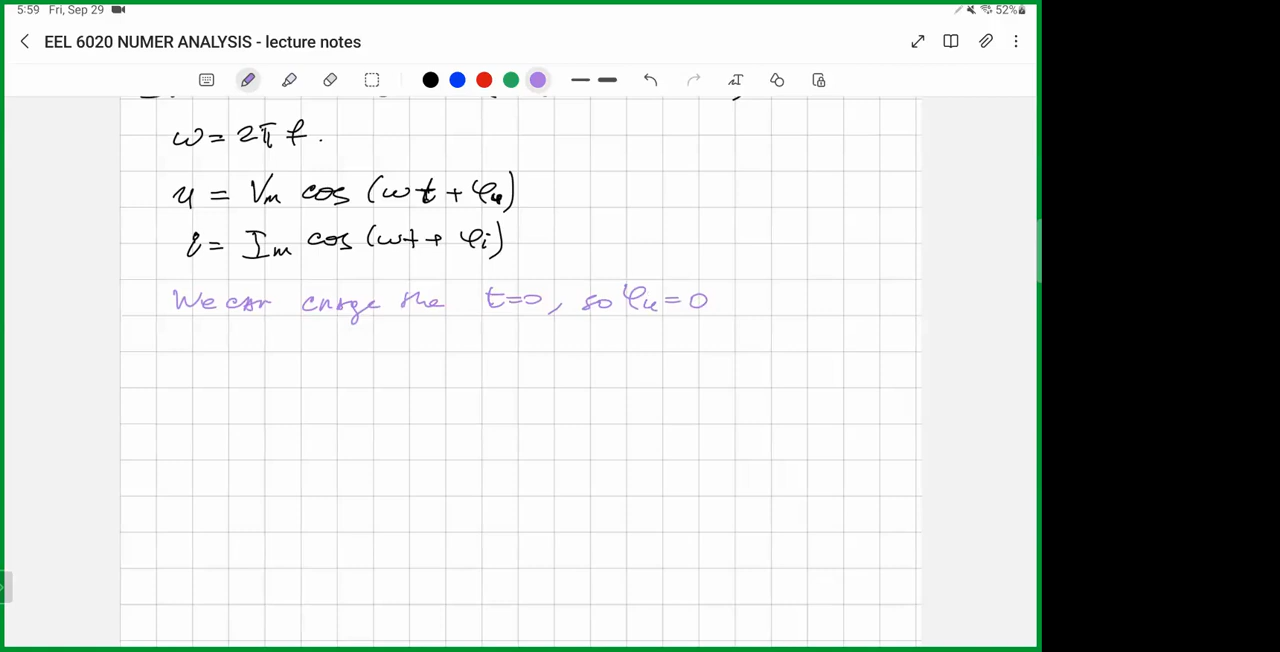 5:59 Fri, Sep 29 52%
EEL 6020 NUMER ANALYSIS - lecture notes
ω = 2π f.
u = Vm cos (ωt + φu)
i = Im cos (ωt + φi)
We can the t=0, so φu = 0